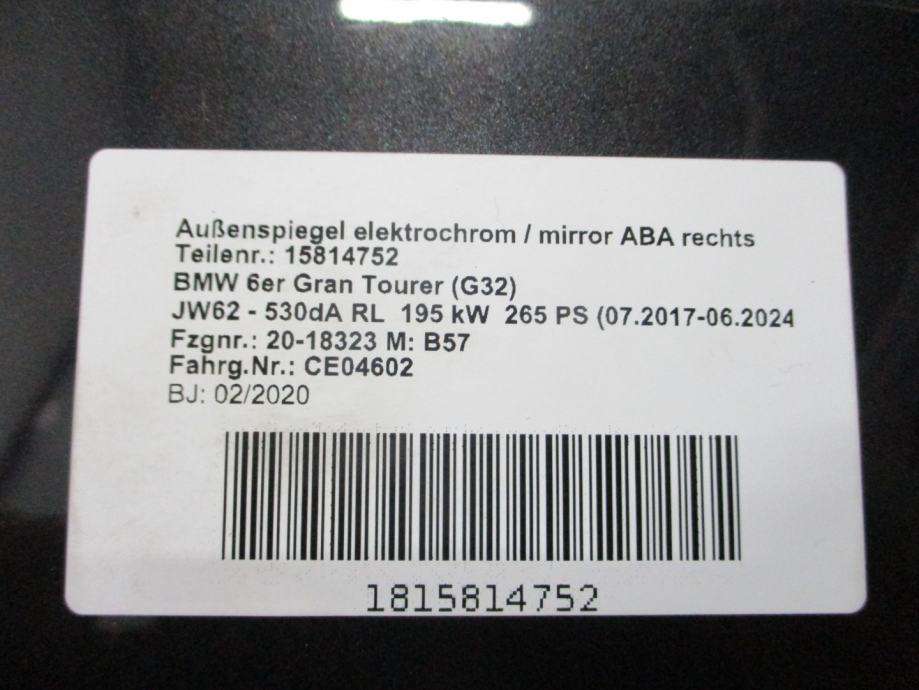 Außenspiegel elektrochrom / mirror ABA rechts
Teilenr.: 15814752
BMW 6er Gran Tourer (G32)
JW62 - 530dA RL 195 kW 265 PS (07.2017-06.2024
Fzgnr.: 20-18323 M: B57
Fahrg.Nr.: CE04602
BJ: 02/2020
1815814752